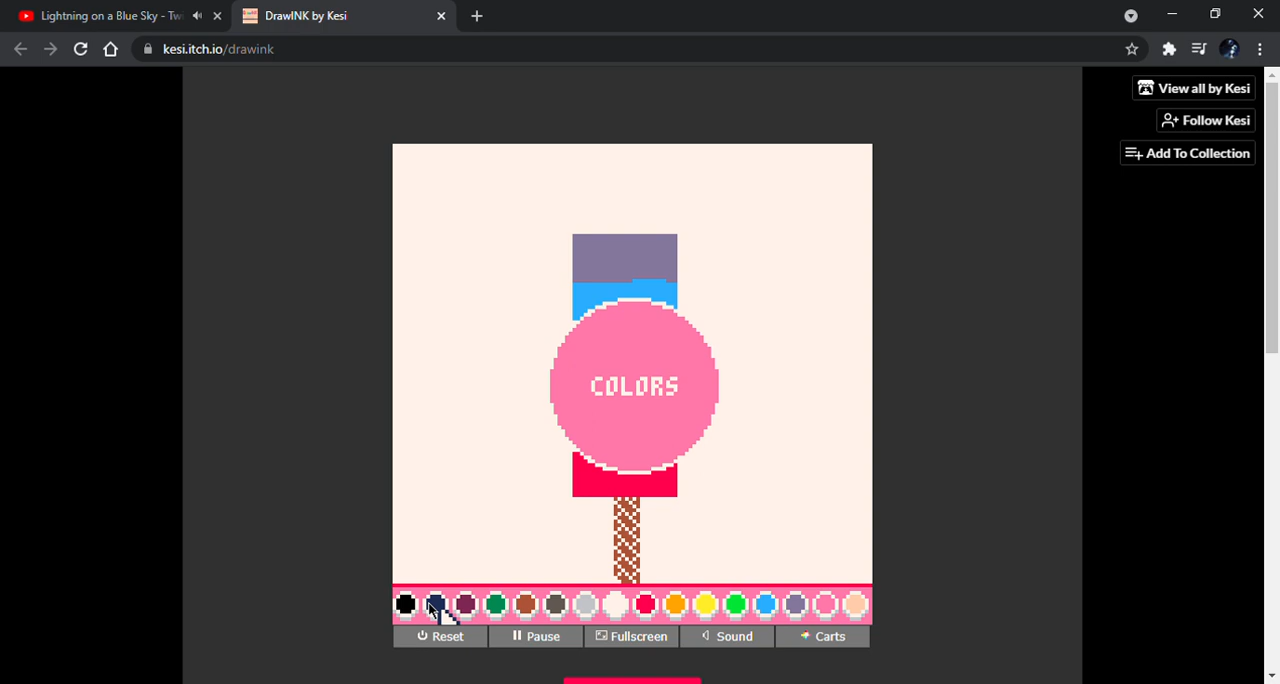 Lightning on a Blue Sky - Tw
DrawINK by Kesi
kesi.itch.io/drawink
View all by Kesi
Follow Kesi
Add To Collection
COLORS
Reset
Pause
Fullscreen
Sound
Carts